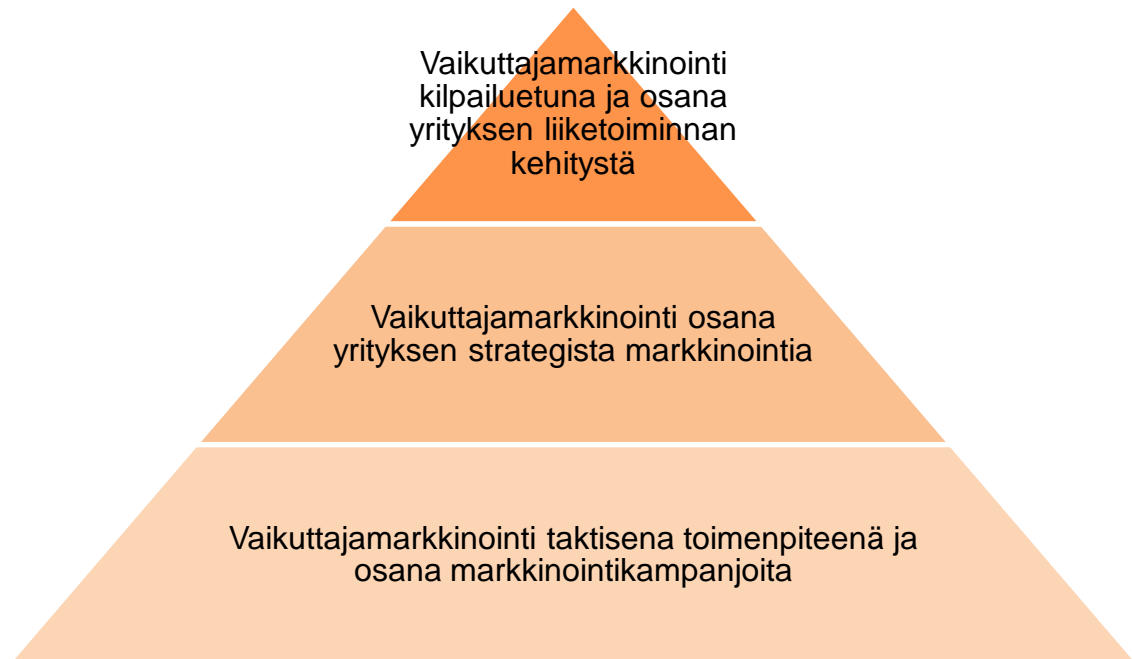 Vaikuttajamarkkinointi
kilpailuetuna ja osana
yrityksen liiketoiminnan
kehitystä
Vaikuttajamarkkinointi osana
yrityksen strategista markkinointia
Vaikuttajamarkkinointi taktisena toimenpiteenä ja
osana markkinointikampanjoita